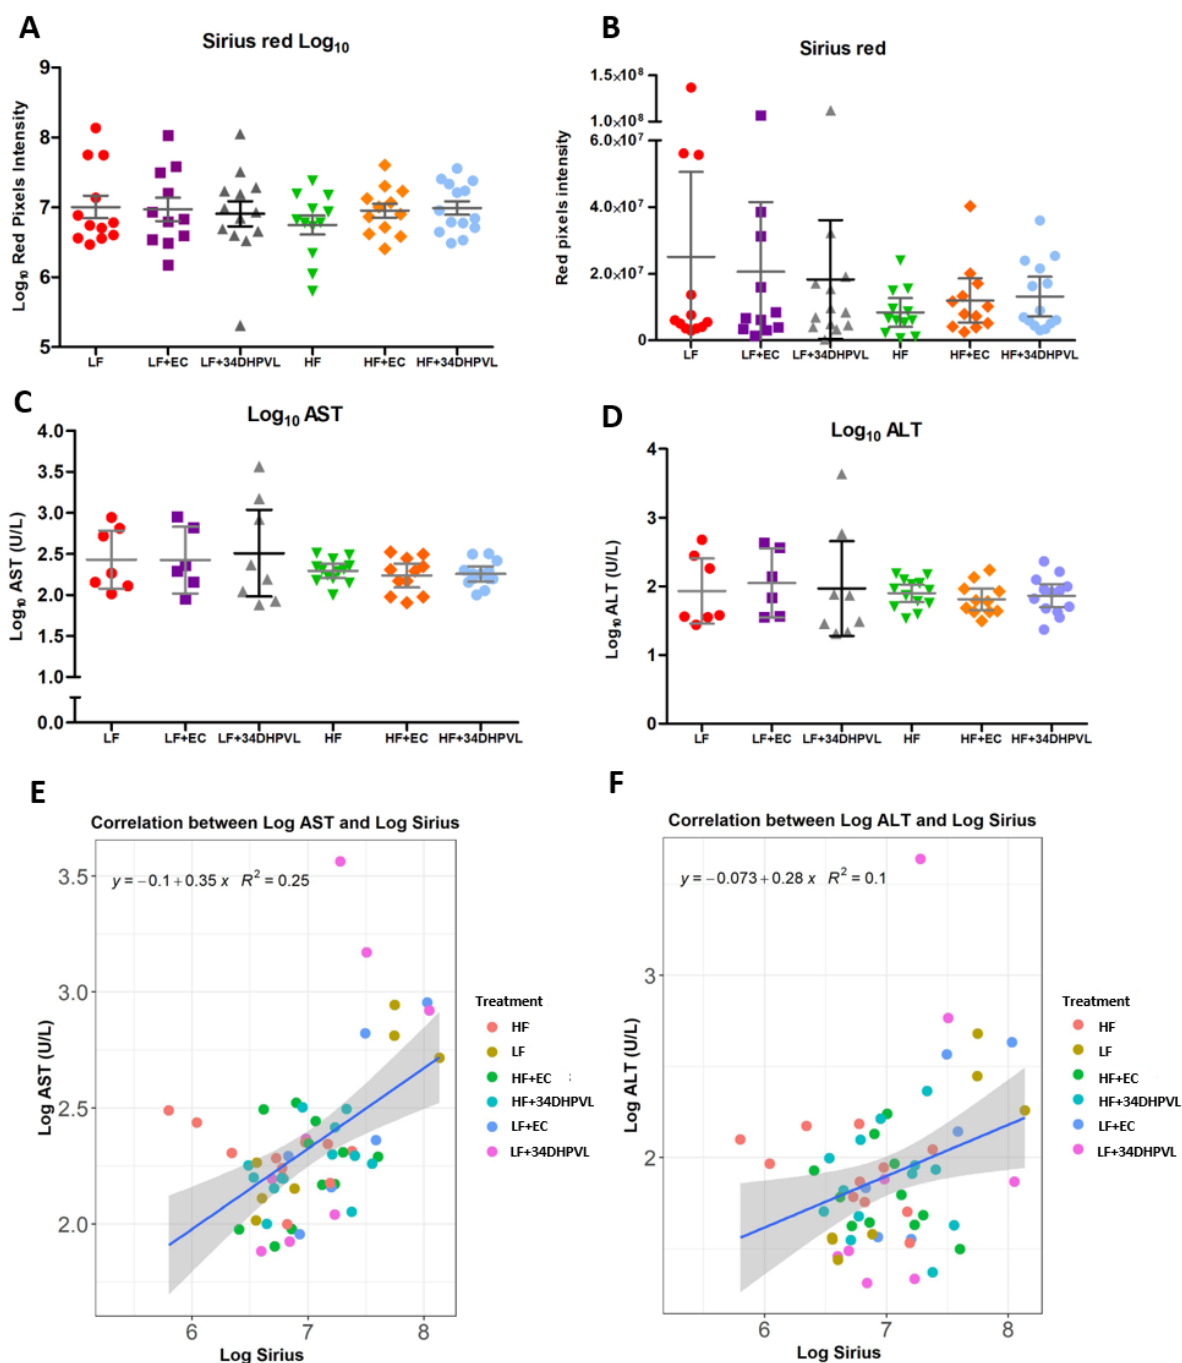 A
Sirius red Log₁₀
Log₁₀ Red Pixels Intensity
9
8
7
6
5
LF
LF+EC
LF+34DHPVL
HF
HF+EC
HF+34DHPVL
B
Sirius red
Red pixels intensity
1.5×10⁸
1.0×10⁸
6.0×10⁷
4.0×10⁷
2.0×10⁷
0
LF
LF+EC
LF+34DHPVL
HF
HF+EC
HF+34DHPVL
C
Log₁₀ AST
Log₁₀ AST (U/L)
4.0
3.5
3.0
2.5
2.0
1.5
1.0
0.0
LF
LF+EC
LF+34DHPVL
HF
HF+EC
HF+34DHPVL
D
Log₁₀ ALT
Log₁₀ ALT (U/L)
4
3
2
1
0
LF
LF+EC
LF+34DHPVL
HF
HF+EC
HF+34DHPVL
E
Correlation between Log AST and Log Sirius
y = −0.1 + 0.35 x R² = 0.25
Log AST (U/L)
3.5
3.0
2.5
2.0
6
7
8
Log Sirius
Treatment
HF
LF
HF+EC
HF+34DHPVL
LF+EC
LF+34DHPVL
F
Correlation between Log ALT and Log Sirius
y = −0.073 + 0.28 x R² = 0.1
Log ALT (U/L)
3
2
6
7
8
Log Sirius
Treatment
HF
LF
HF+EC
HF+34DHPVL
LF+EC
LF+34DHPVL